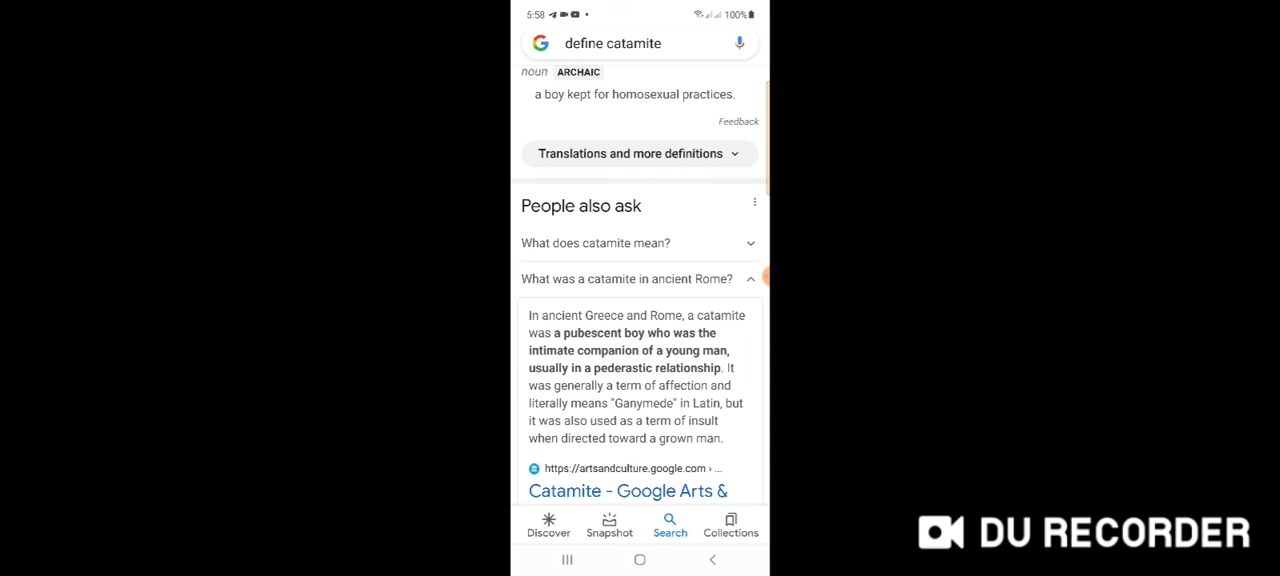 5:58
100%
define catamite
noun ARCHAIC
a boy kept for homosexual practices.
Feedback
Translations and more definitions
People also ask
What does catamite mean?
What was a catamite in ancient Rome?
In ancient Greece and Rome, a catamite
was a pubescent boy who was the
intimate companion of a young man,
usually in a pederastic relationship. It
was generally a term of affection and
literally means "Ganymede" in Latin, but
it was also used as a term of insult
when directed toward a grown man.
https://artsandculture.google.com › ...
Catamite - Google Arts &
Discover Snapshot Search Collections
DU RECORDER